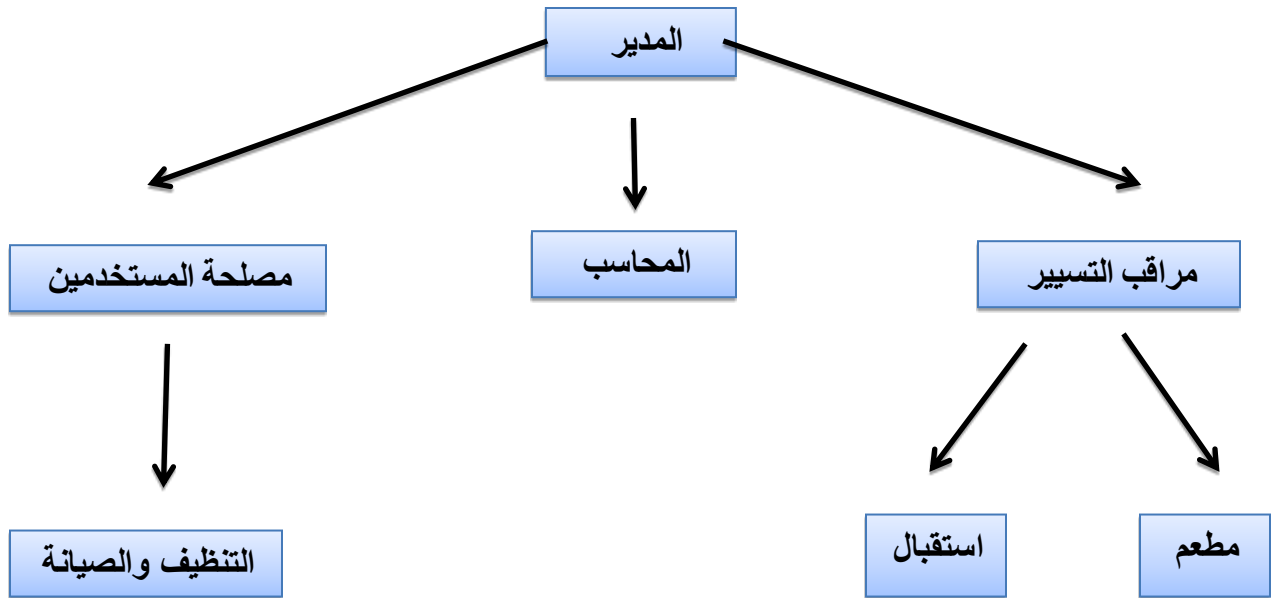 المدير
مراقب التسيير
المحاسب
مصلحة المستخدمين
مطعم
استقبال
التنظيف والصيانة